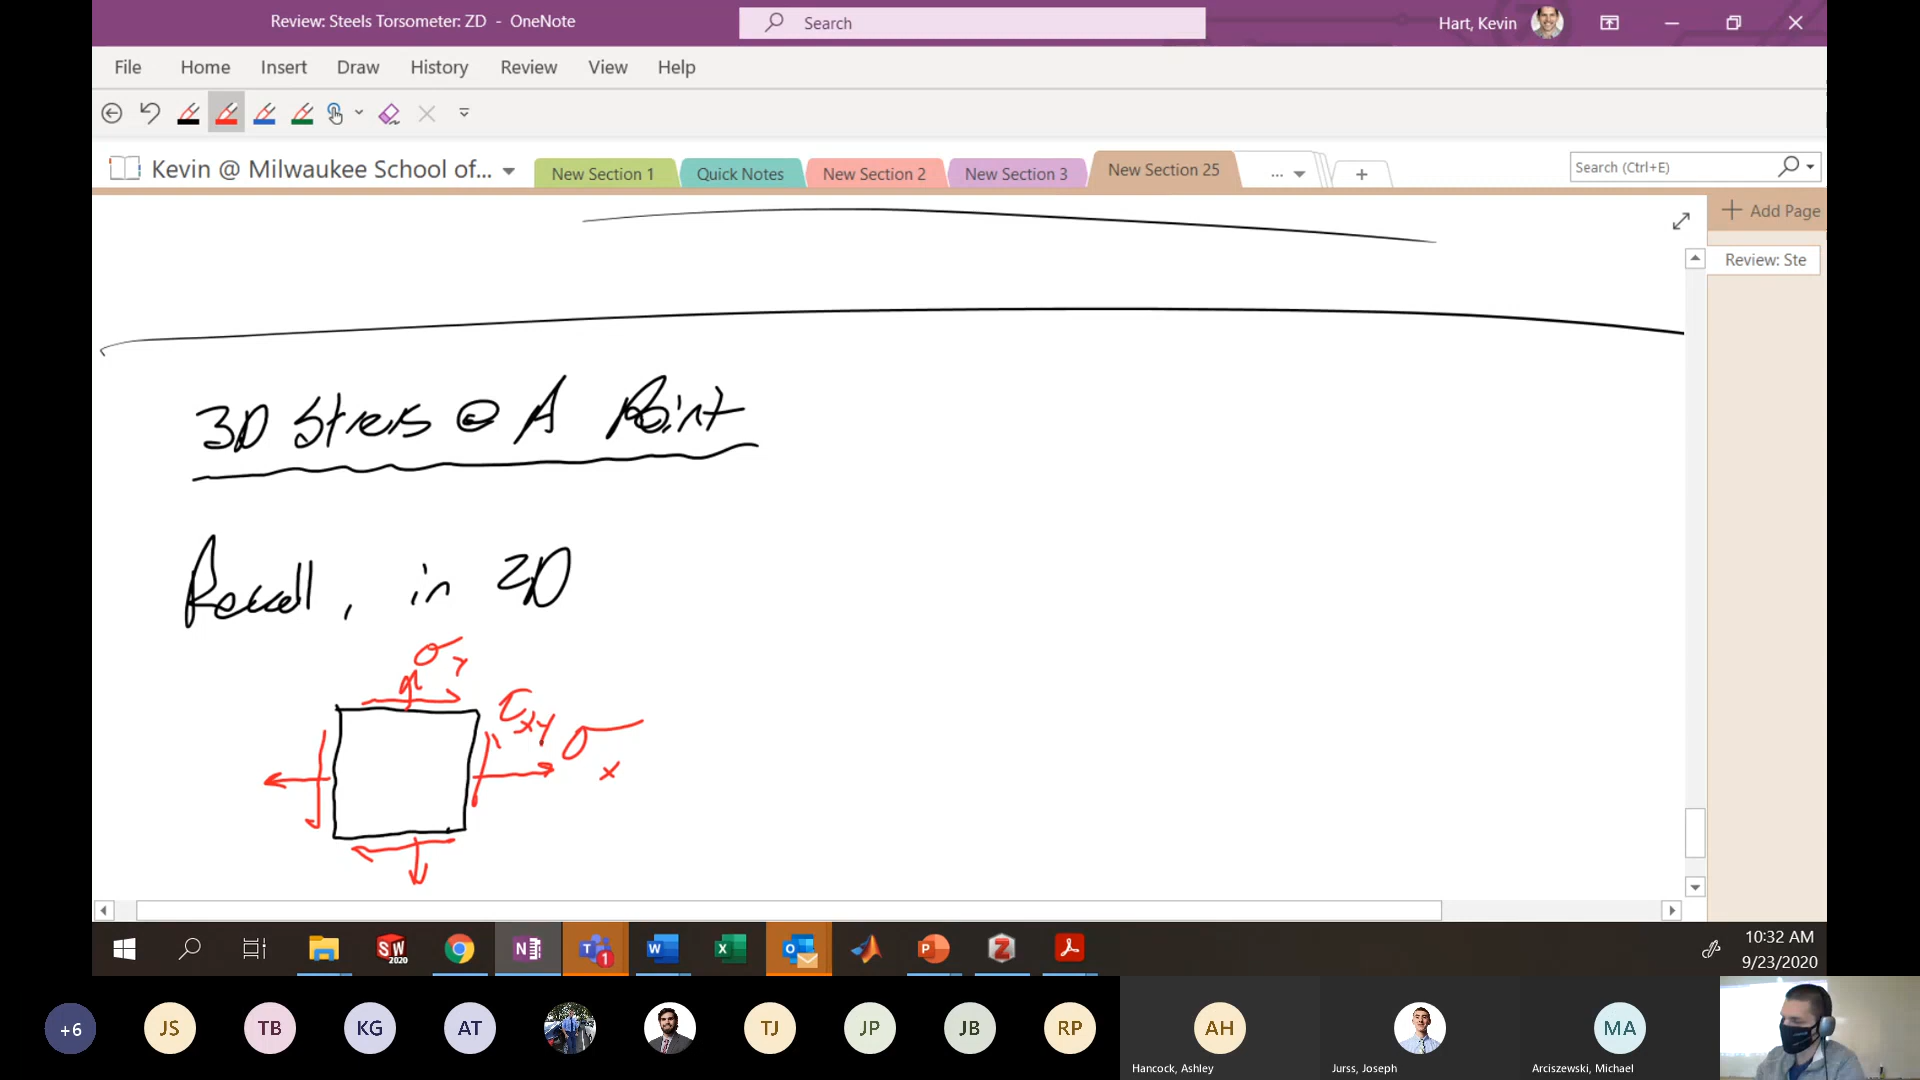 Review: Steels Torsometer: ZD - OneNote
Search
Hart, Kevin
File Home Insert Draw History Review View Help
Kevin @ Milwaukee School of...
New Section 1
Quick Notes
New Section 2
New Section 3
New Section 25
...
Search (Ctrl+E)
Add Page
Review: Ste
3D Stress @ A Point
Recall, in 2D
σy
τxy
σx
SW
2020
N
1
W
X
O
P
Z
10:32 AM
9/23/2020
+6
JS
TB
KG
AT
TJ
JP
JB
RP
AH
MA
Hancock, Ashley
Jurss, Joseph
Arciszewski, Michael